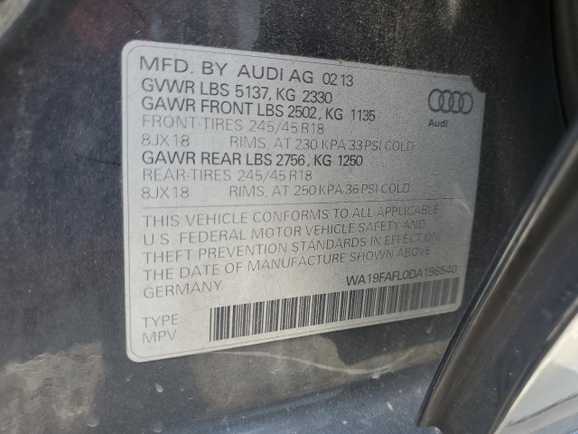 MFD. BY AUDI AG 02 13
GVWR LBS 5137, KG 2330
GAWR FRONT LBS 2502, KG 1135
FRONT-TIRES 245/45 R18
8JX18 RIMS, AT 230 KPA 33 PSI COLD
GAWR REAR LBS 2756, KG 1250
REAR-TIRES 245/45 R18
8JX18 RIMS, AT 250 KPA 36 PSI COLD
Audi
THIS VEHICLE CONFORMS TO ALL APPLICABLE
U.S. FEDERAL MOTOR VEHICLE SAFETY AND
THEFT PREVENTION STANDARDS IN EFFECT ON
THE DATE OF MANUFACTURE SHOWN ABOVE
GERMANY
WA19FAFL0DA196540
TYPE
MPV